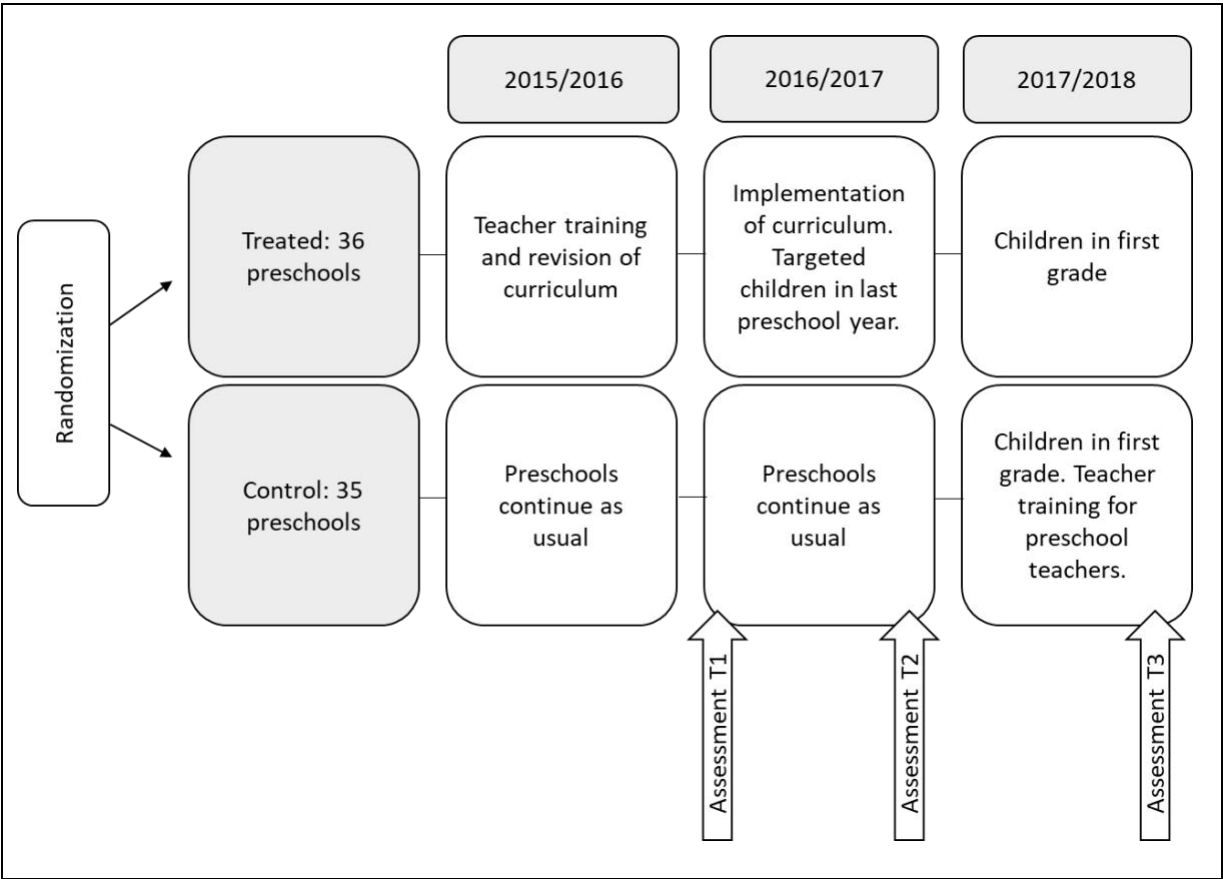 2015/2016
2016/2017
2017/2018
Randomization
Treated: 36
preschools
Teacher training
and revision of
curriculum
Implementation
of curriculum.
Targeted
children in last
preschool year.
Children in first
grade
Control: 35
preschools
Preschools
continue as
usual
Preschools
continue as
usual
Children in first
grade. Teacher
training for
preschool
teachers.
Assessment T1
Assessment T2
Assessment T3